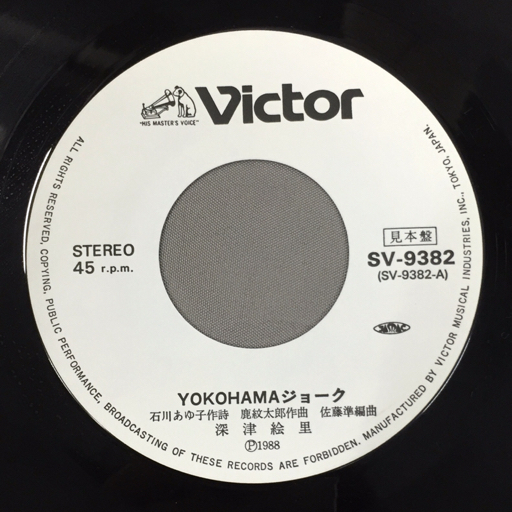 Victor
"HIS MASTER'S VOICE"
STEREO
45 r.p.m.
見本盤
SV-9382
(SV-9382-A)
YOKOHAMAジョーク
石川あゆ子作詩 鹿紋太郎作曲 佐藤準編曲
深津絵里
Ⓟ1988
ALL RIGHTS RESERVED, COPYING, PUBLIC PERFORMANCE, BROADCASTING OF THESE RECORDS ARE FORBIDDEN. MANUFACTURED BY VICTOR MUSICAL INDUSTRIES, INC., TOKYO, JAPAN.